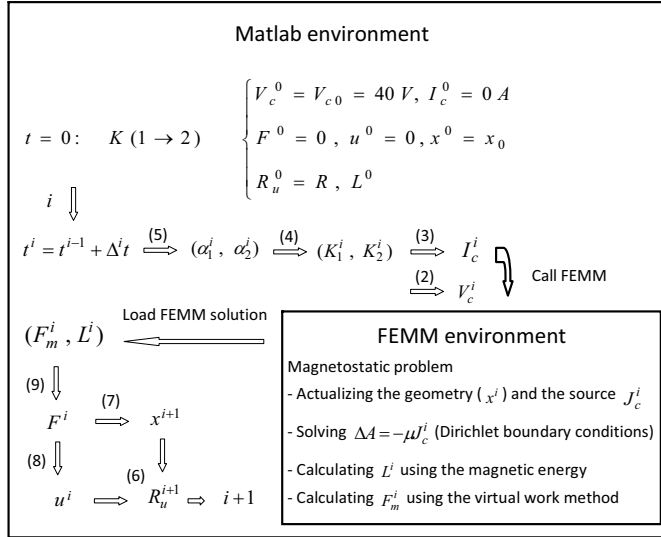 Matlab environment
V_c^0 = V_{c0} = 40 V, I_c^0 = 0 A
t = 0 : K (1 → 2) F^0 = 0 , u^0 = 0, x^0 = x_0
R_u^0 = R , L^0
i ⇓
t^i = t^{i−1} + Δ^i t (5) ⇒ (α_1^i , α_2^i) (4) ⇒ (K_1^i , K_2^i) (3) ⇒ I_c^i
(2) ⇒ V_c^i
Call FEMM
Load FEMM solution
(F_m^i , L^i)
(9) ⇓
F^i (7) ⇒ x^{i+1}
(8) ⇓ ⇓
u^i ⇒ (6) R_u^{i+1} ⇒ i+1
FEMM environment
Magnetostatic problem
- Actualizing the geometry ( x^i ) and the source J_c^i
- Solving ΔA = −μJ_c^i (Dirichlet boundary conditions)
- Calculating L^i using the magnetic energy
- Calculating F_m^i using the virtual work method